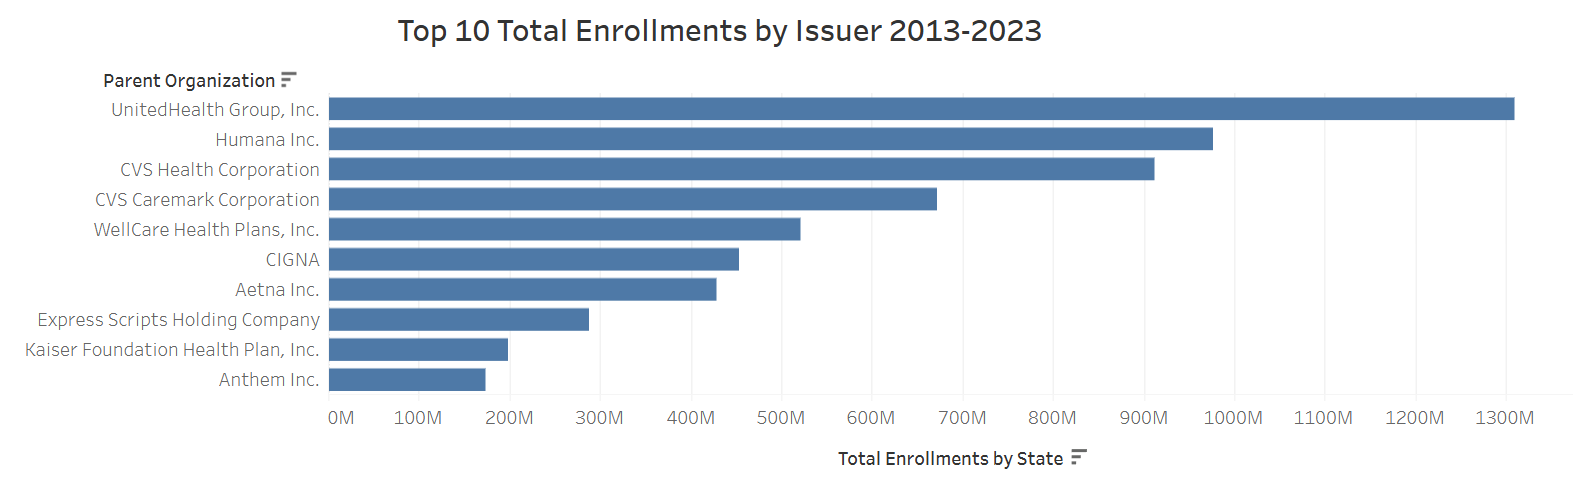 Top 10 Total Enrollments by Issuer 2013-2023
Parent Organization
UnitedHealth Group, Inc.
Humana Inc.
CVS Health Corporation
CVS Caremark Corporation
WellCare Health Plans, Inc.
CIGNA
Aetna Inc.
Express Scripts Holding Company
Kaiser Foundation Health Plan, Inc.
Anthem Inc.
0M 100M 200M 300M 400M 500M 600M 700M 800M 900M 1000M 1100M 1200M 1300M
Total Enrollments by State